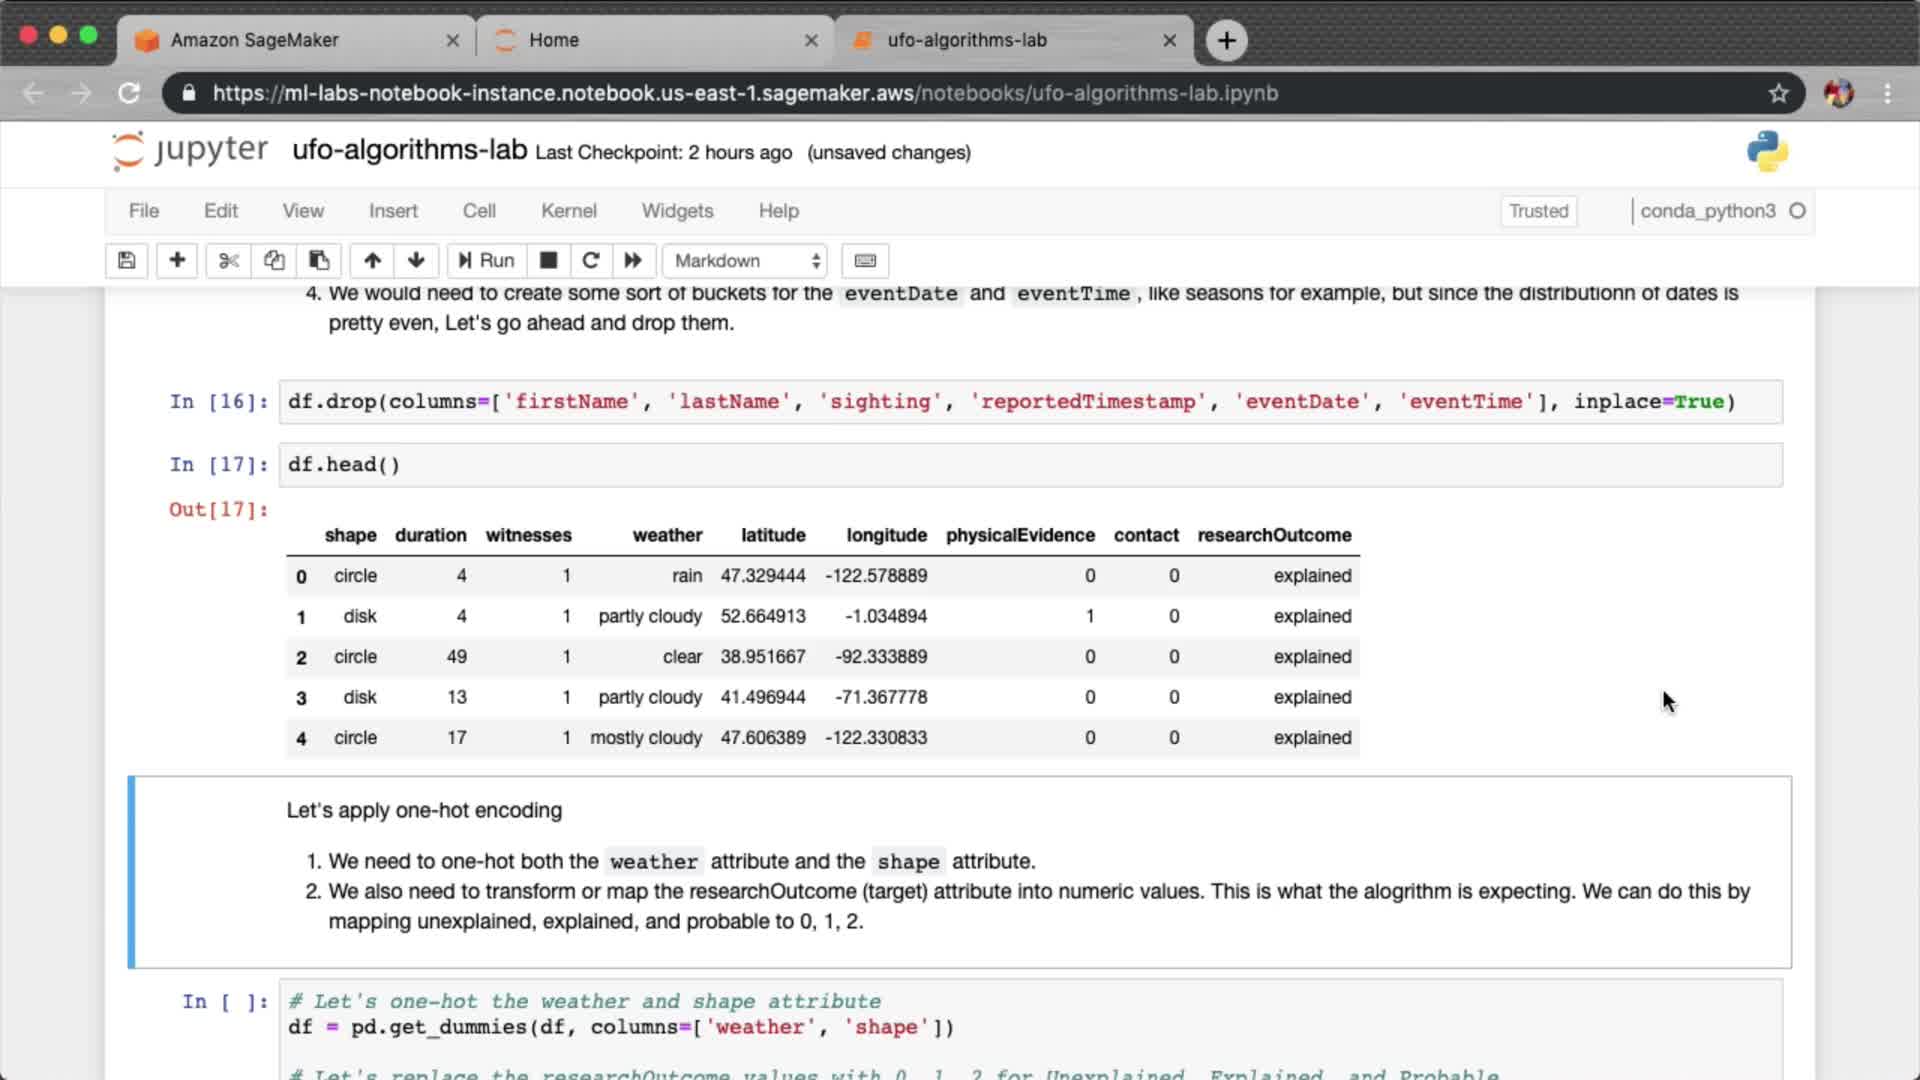 Amazon SageMaker
Home
ufo-algorithms-lab
https://ml-labs-notebook-instance.notebook.us-east-1.sagemaker.aws/notebooks/ufo-algorithms-lab.ipynb
jupyter ufo-algorithms-lab Last Checkpoint: 2 hours ago (unsaved changes)
File Edit View Insert Cell Kernel Widgets Help Trusted conda_python3
Run Markdown
4. We would need to create some sort of buckets for the eventDate and eventTime , like seasons for example, but since the distributionn of dates is
pretty even, Let's go ahead and drop them.
In [16]: df.drop(columns=['firstName', 'lastName', 'sighting', 'reportedTimestamp', 'eventDate', 'eventTime'], inplace=True)
In [17]: df.head()
Out[17]:
shape duration witnesses weather latitude longitude physicalEvidence contact researchOutcome
0 circle 4 1 rain 47.329444 -122.578889 0 0 explained
1 disk 4 1 partly cloudy 52.664913 -1.034894 1 0 explained
2 circle 49 1 clear 38.951667 -92.333889 0 0 explained
3 disk 13 1 partly cloudy 41.496944 -71.367778 0 0 explained
4 circle 17 1 mostly cloudy 47.606389 -122.330833 0 0 explained
Let's apply one-hot encoding
1. We need to one-hot both the weather attribute and the shape attribute.
2. We also need to transform or map the researchOutcome (target) attribute into numeric values. This is what the alogrithm is expecting. We can do this by
mapping unexplained, explained, and probable to 0, 1, 2.
In [ ]: # Let's one-hot the weather and shape attribute
df = pd.get_dummies(df, columns=['weather', 'shape'])
# Let's replace the researchOutcome values with 0, 1, 2 for Unexplained, Explained, and Probable